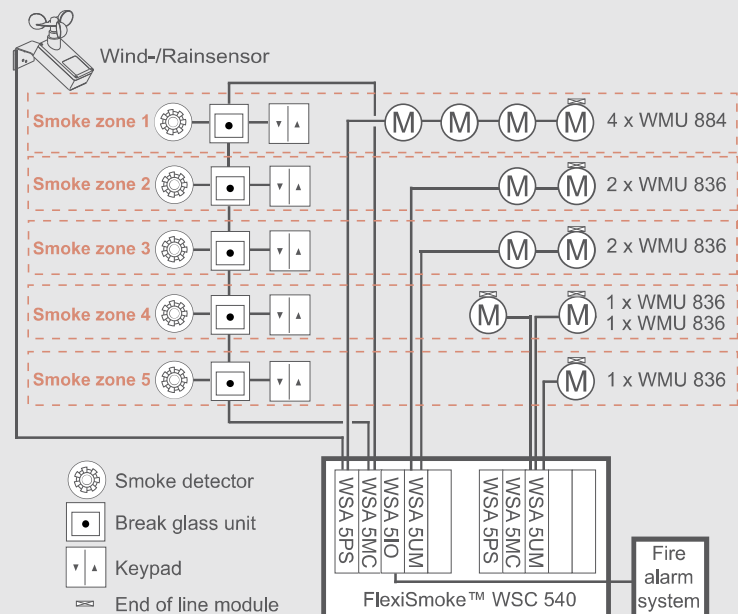 Wind-/Rainsensor
Smoke zone 1
M M M M
4 x WMU 884
Smoke zone 2
M M
2 x WMU 836
Smoke zone 3
M M
2 x WMU 836
Smoke zone 4
M M
1 x WMU 836
1 x WMU 836
Smoke zone 5
M
1 x WMU 836
Smoke detector
Break glass unit
Keypad
End of line module
WSA 5PS
WSA 5MC
WSA 5IO
WSA 5UM
WSA 5PS
WSA 5MC
WSA 5UM
FlexiSmoke™ WSC 540
Fire
alarm
system